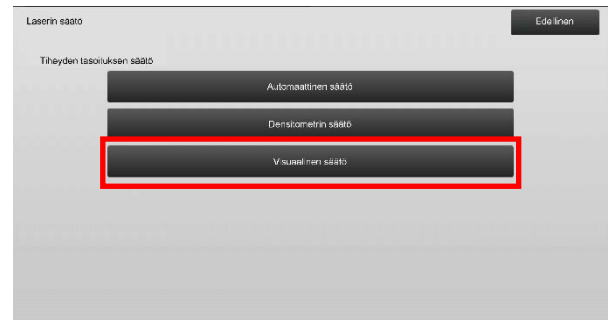 Laserin säätö
Edellinen
Tiheyden tasoituksen säätö
Automaattinen säätö
Densitometrin säätö
Visuaalinen säätö